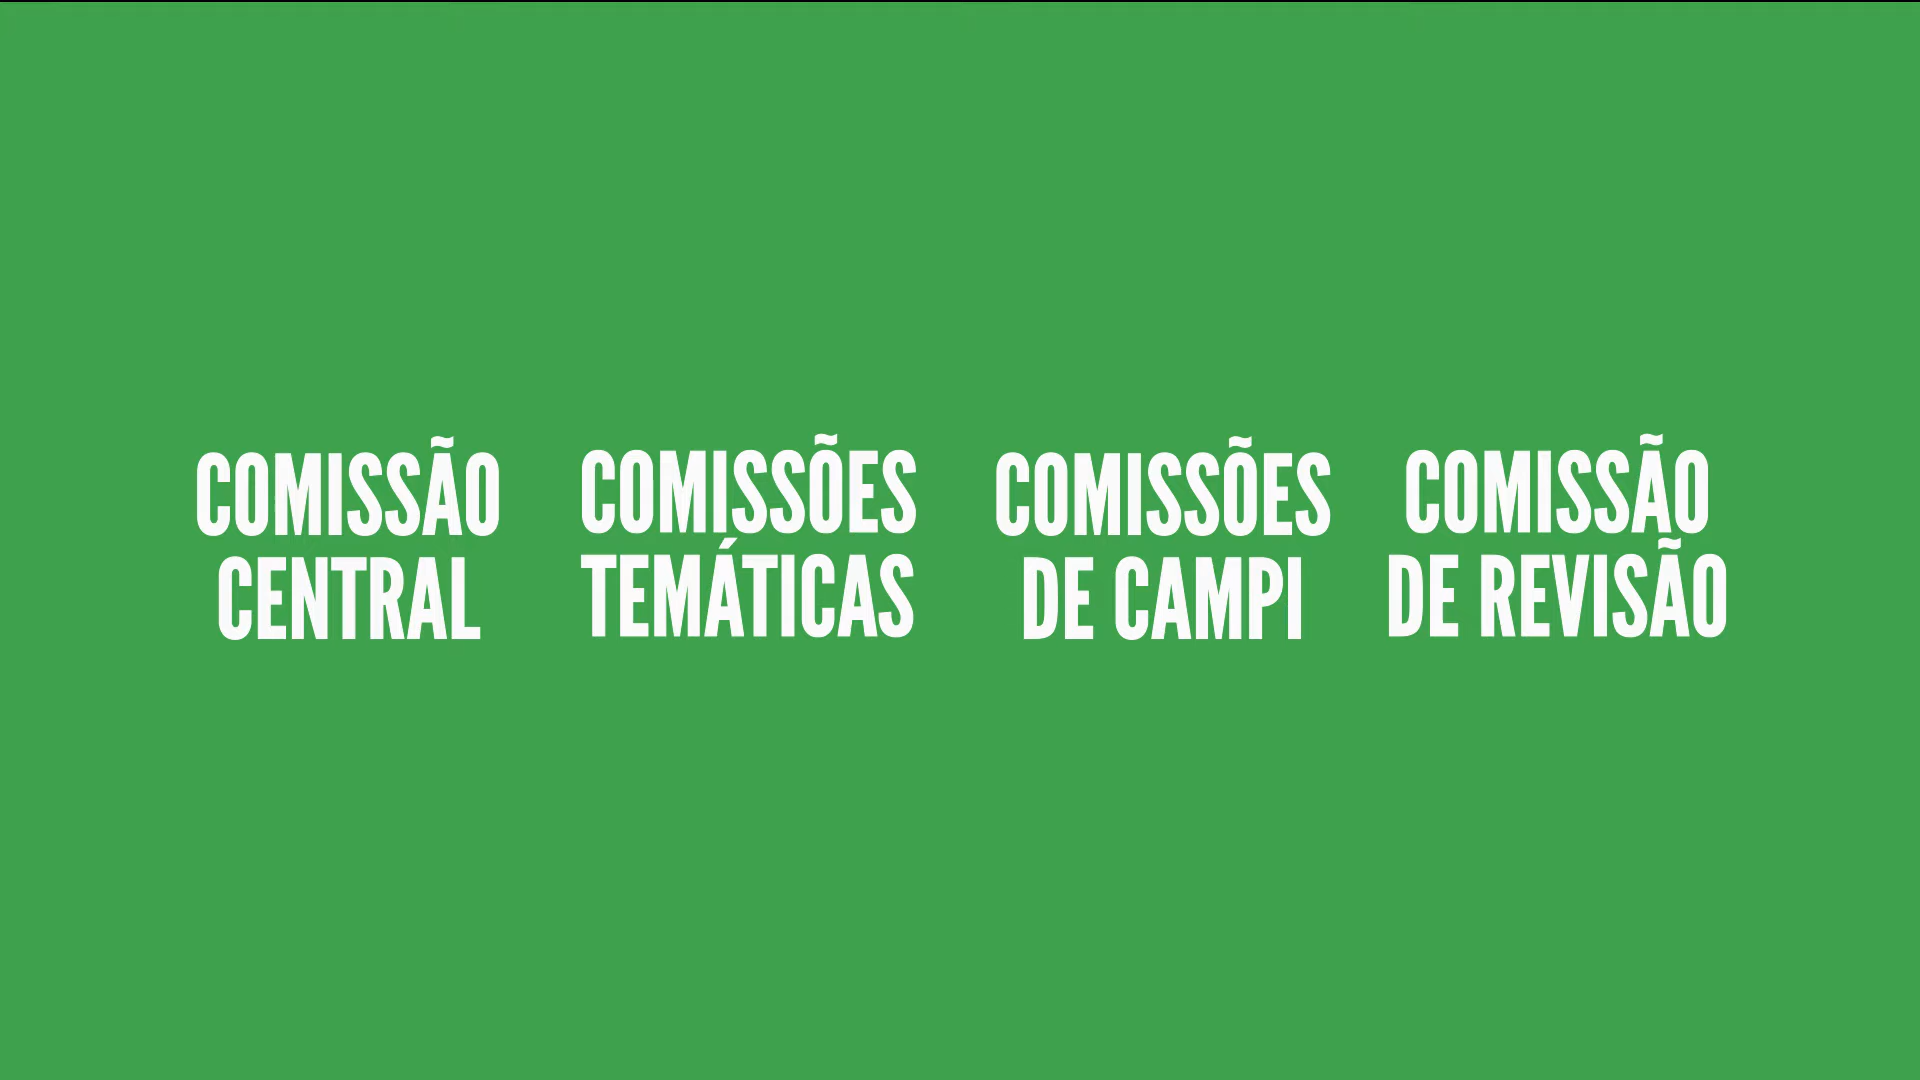 COMISSÃO
CENTRAL
COMISSÕES
TEMÁTICAS
COMISSÕES
DE CAMPI
COMISSÃO
DE REVISÃO